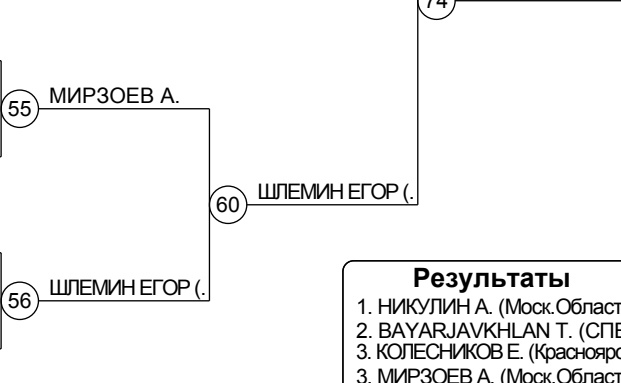 74
55 МИРЗОЕВ А.
60 ШЛЕМИН ЕГОР (.
56 ШЛЕМИН ЕГОР (.
Результаты
1. НИКУЛИН А. (Моск.Област
2. BAYARJAVKHLAN T. (СПБ
3. КОЛЕСНИКОВ Е. (Красноярс
3. МИРЗОЕВ А. (Моск.Област